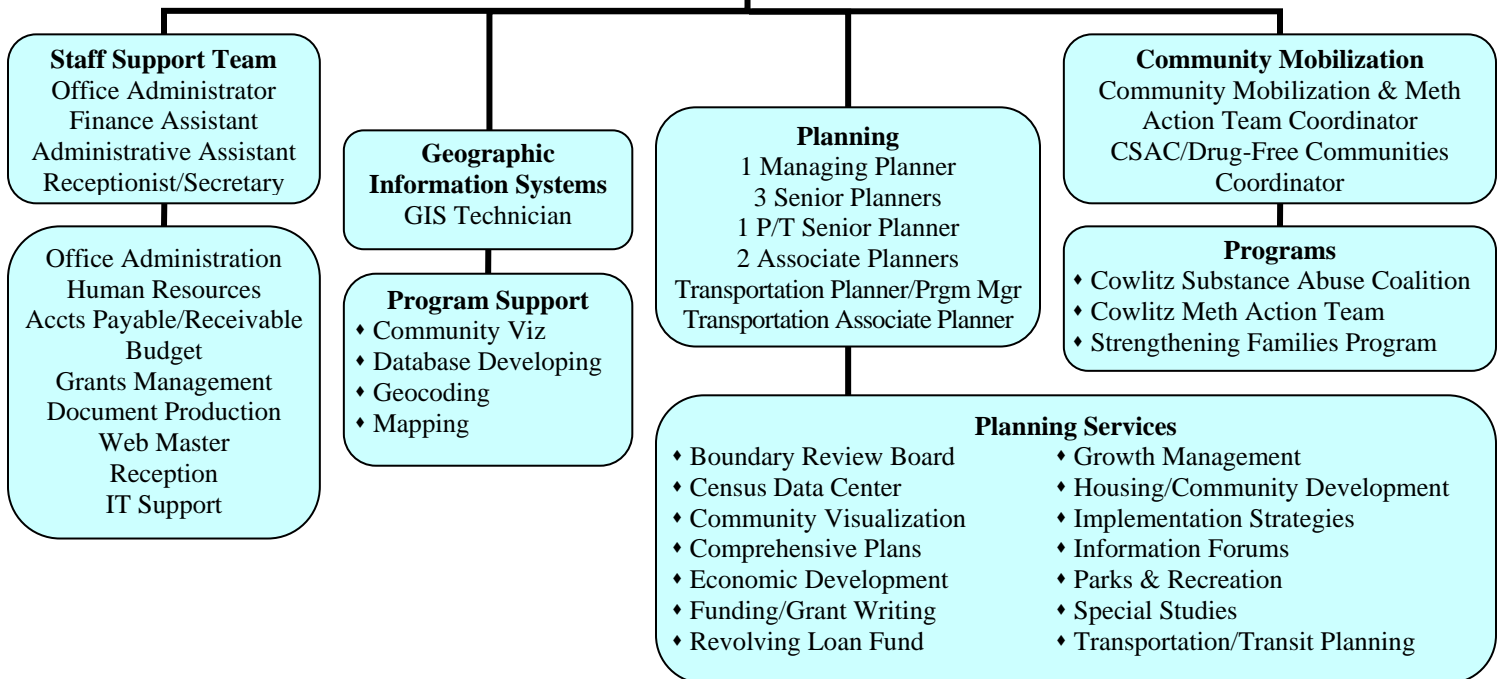 Staff Support Team
Office Administrator
Finance Assistant
Administrative Assistant
Receptionist/Secretary
Office Administration
Human Resources
Accts Payable/Receivable
Budget
Grants Management
Document Production
Web Master
Reception
IT Support
Geographic
Information Systems
GIS Technician
Program Support
♦ Community Viz
♦ Database Developing
♦ Geocoding
♦ Mapping
Planning
1 Managing Planner
3 Senior Planners
1 P/T Senior Planner
2 Associate Planners
Transportation Planner/Prgm Mgr
Transportation Associate Planner
Community Mobilization
Community Mobilization & Meth
Action Team Coordinator
CSAC/Drug-Free Communities
Coordinator
Programs
♦ Cowlitz Substance Abuse Coalition
♦ Cowlitz Meth Action Team
♦ Strengthening Families Program
Planning Services
♦ Boundary Review Board
♦ Census Data Center
♦ Community Visualization
♦ Comprehensive Plans
♦ Economic Development
♦ Funding/Grant Writing
♦ Revolving Loan Fund
♦ Growth Management
♦ Housing/Community Development
♦ Implementation Strategies
♦ Information Forums
♦ Parks & Recreation
♦ Special Studies
♦ Transportation/Transit Planning